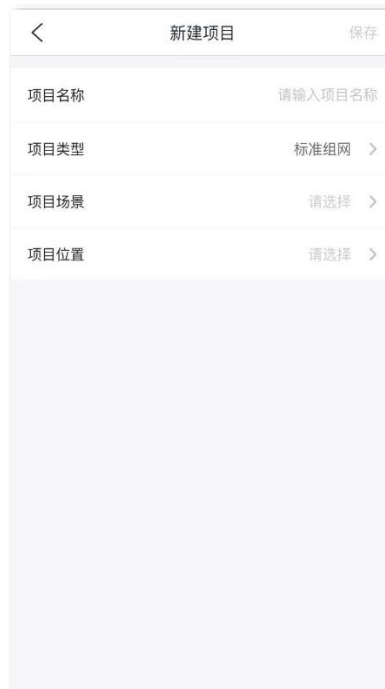 新建项目 保存
项目名称 请输入项目名称
项目类型 标准组网
项目场景 请选择
项目位置 请选择